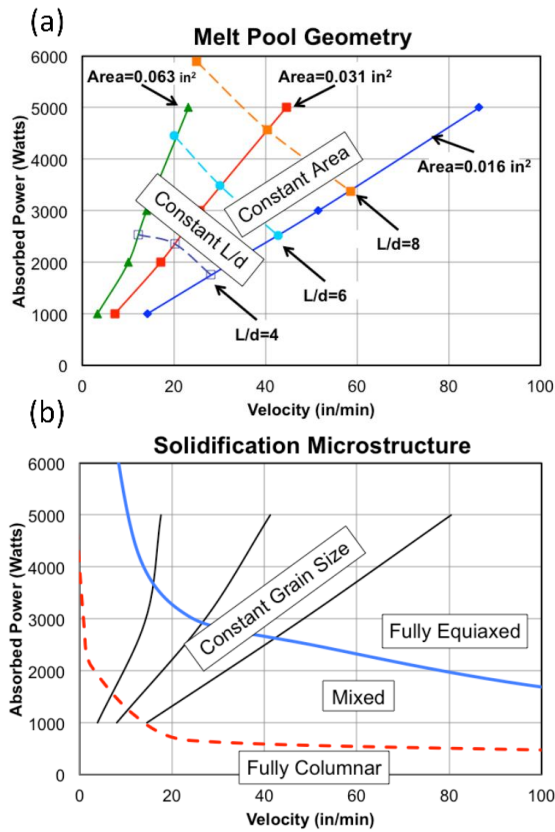 (a)
Melt Pool Geometry
6000
Area=0.063 in²
Area=0.031 in²
5000
4000
Area=0.016 in²
Constant Area
3000
Constant L/d
L/d=8
2000
L/d=6
1000
L/d=4
0
Absorbed Power (Watts)
0 20 40 60 80 100
Velocity (in/min)
(b)
Solidification Microstructure
6000
5000
4000
Constant Grain Size
3000
Fully Equiaxed
2000
Mixed
1000
Fully Columnar
0
Absorbed Power (Watts)
0 20 40 60 80 100
Velocity (in/min)